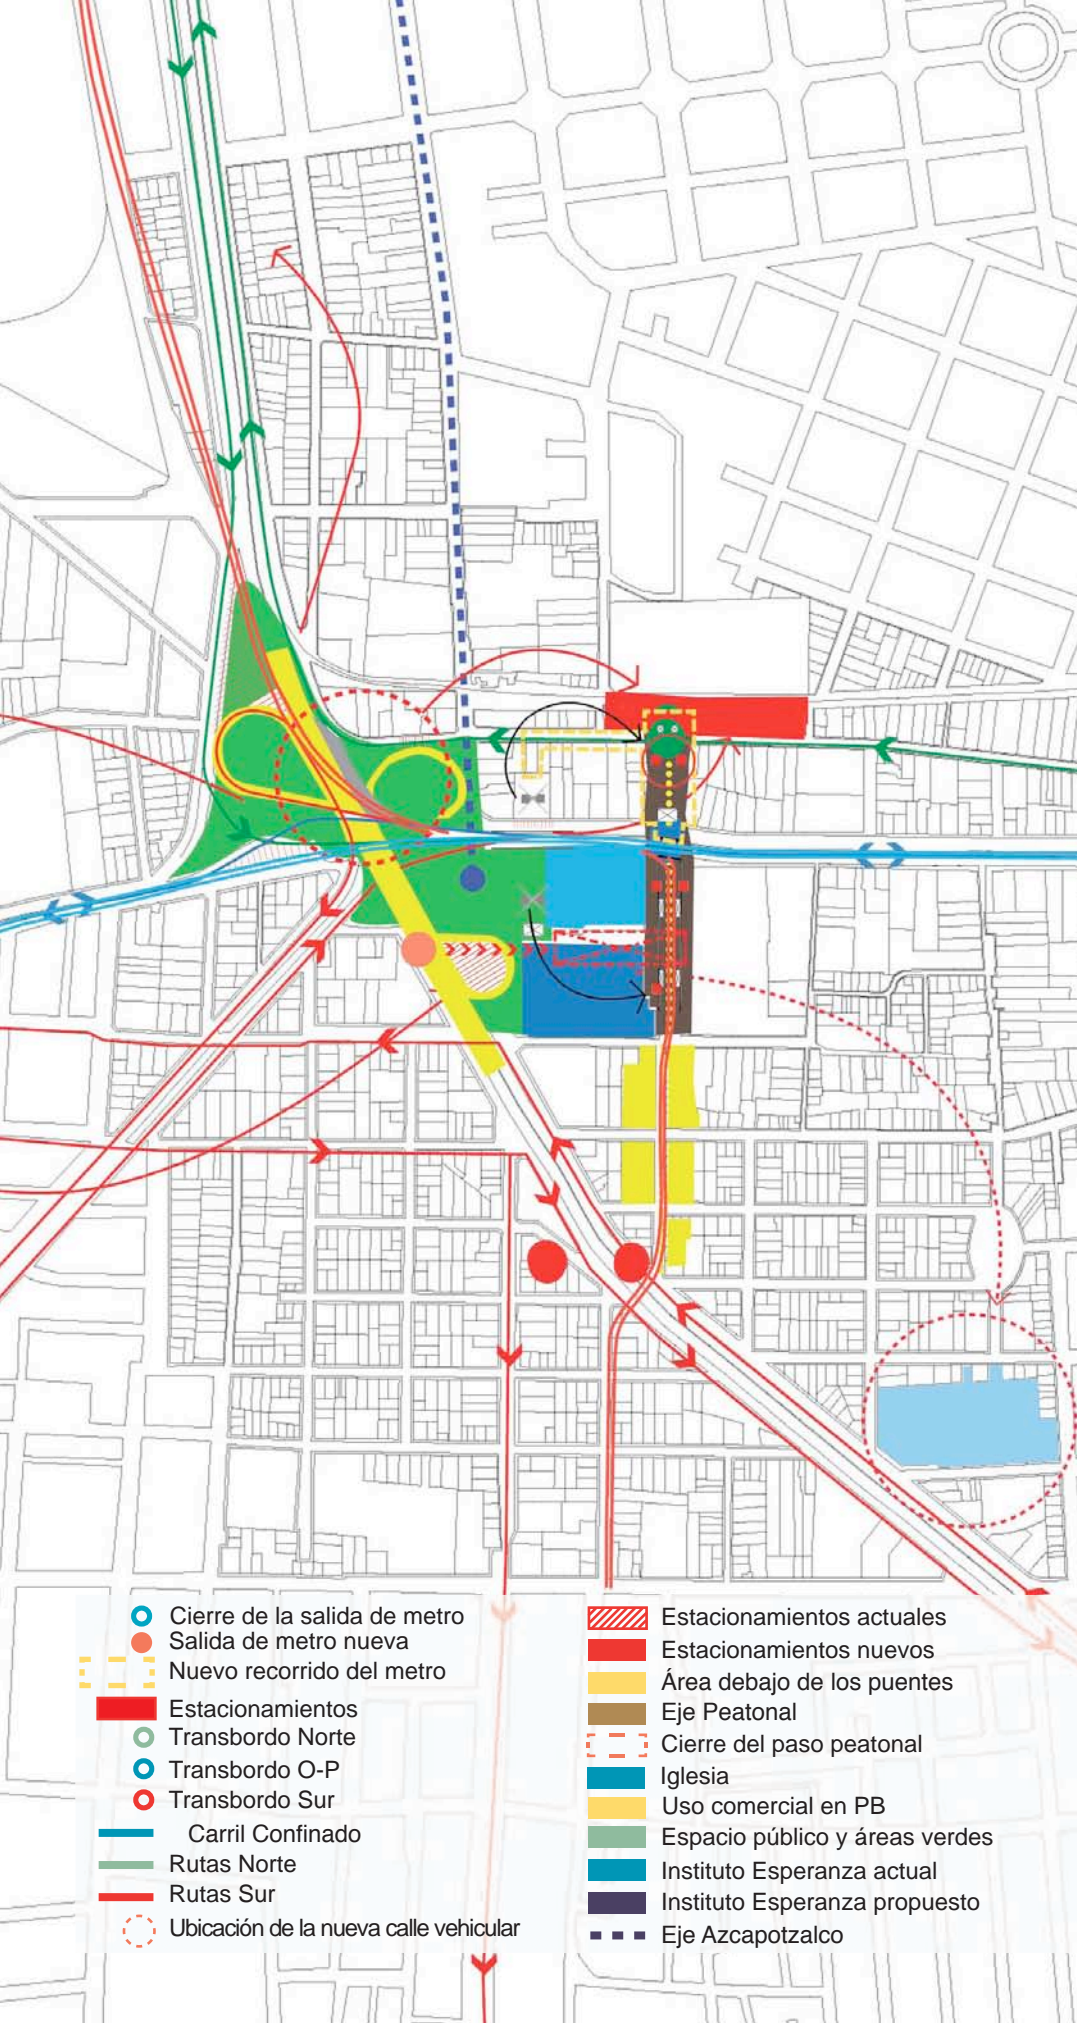 Cierre de la salida de metro
Salida de metro nueva
Nuevo recorrido del metro
Estacionamientos
Transbordo Norte
Transbordo O-P
Transbordo Sur
Carril Confinado
Rutas Norte
Rutas Sur
Ubicación de la nueva calle vehicular
Estacionamientos actuales
Estacionamientos nuevos
Área debajo de los puentes
Eje Peatonal
Cierre del paso peatonal
Iglesia
Uso comercial en PB
Espacio público y áreas verdes
Instituto Esperanza actual
Instituto Esperanza propuesto
Eje Azcapotzalco